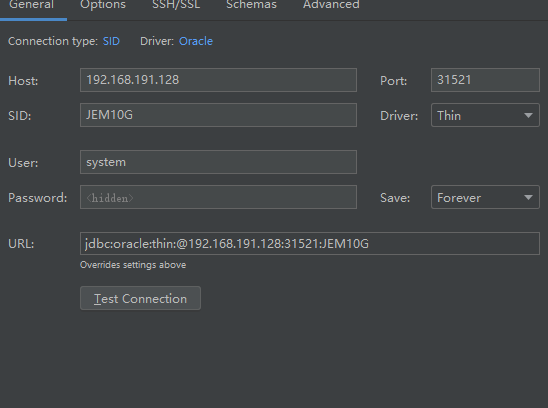 General Options SSH/SSL Schemas Advanced
Connection type: SID Driver: Oracle
Host: 192.168.191.128 Port: 31521
SID: JEM10G Driver: Thin
User: system
Password: <hidden> Save: Forever
URL: jdbc:oracle:thin:@192.168.191.128:31521:JEM10G
Overrides settings above
Test Connection